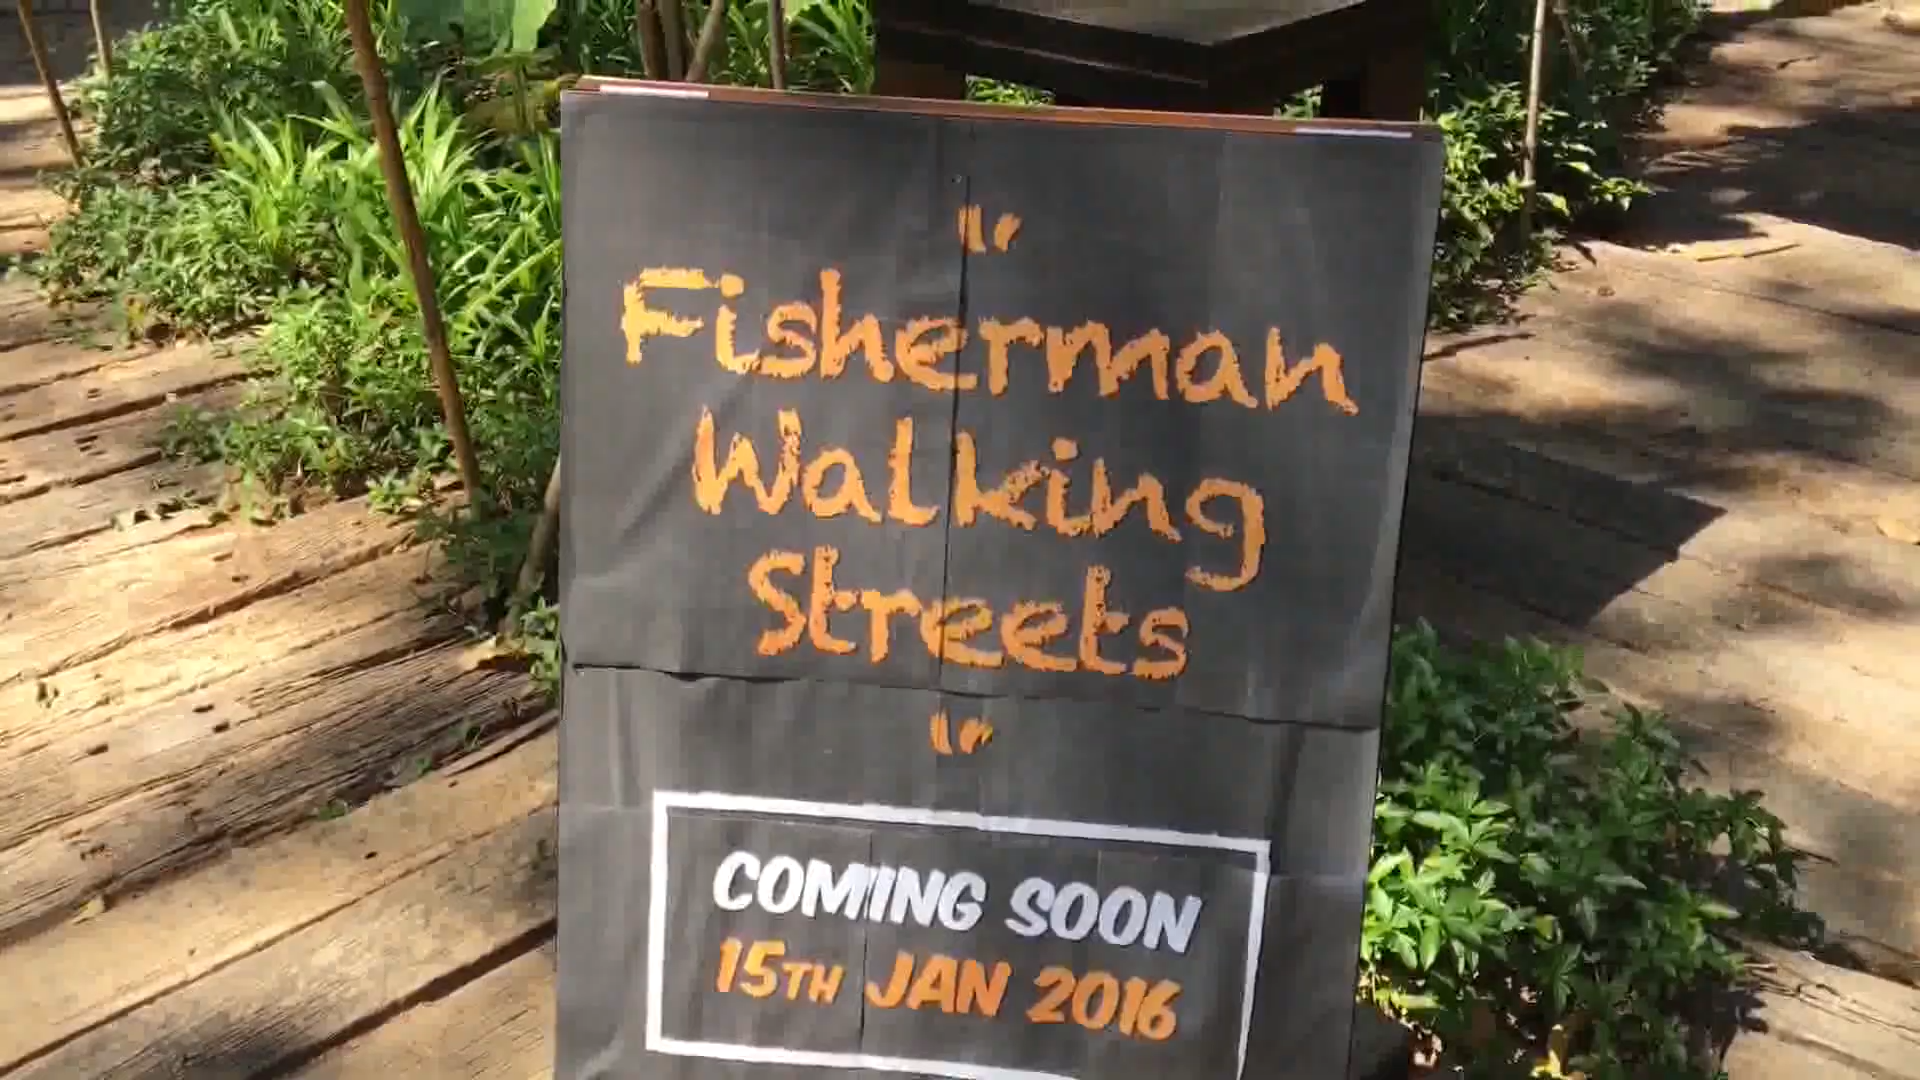 "
Fisherman
Walking
Streets
"
COMING SOON
15TH JAN 2016